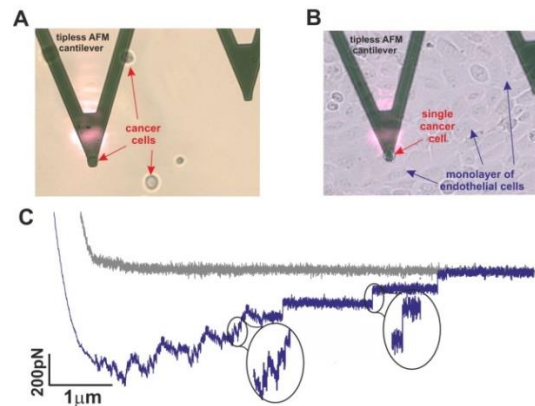 A
tipless AFM
cantilever
cancer
cells
B
tipless AFM
cantilever
single
cancer
cell
monolayer of
endothelial cells
C
200pN
1μm